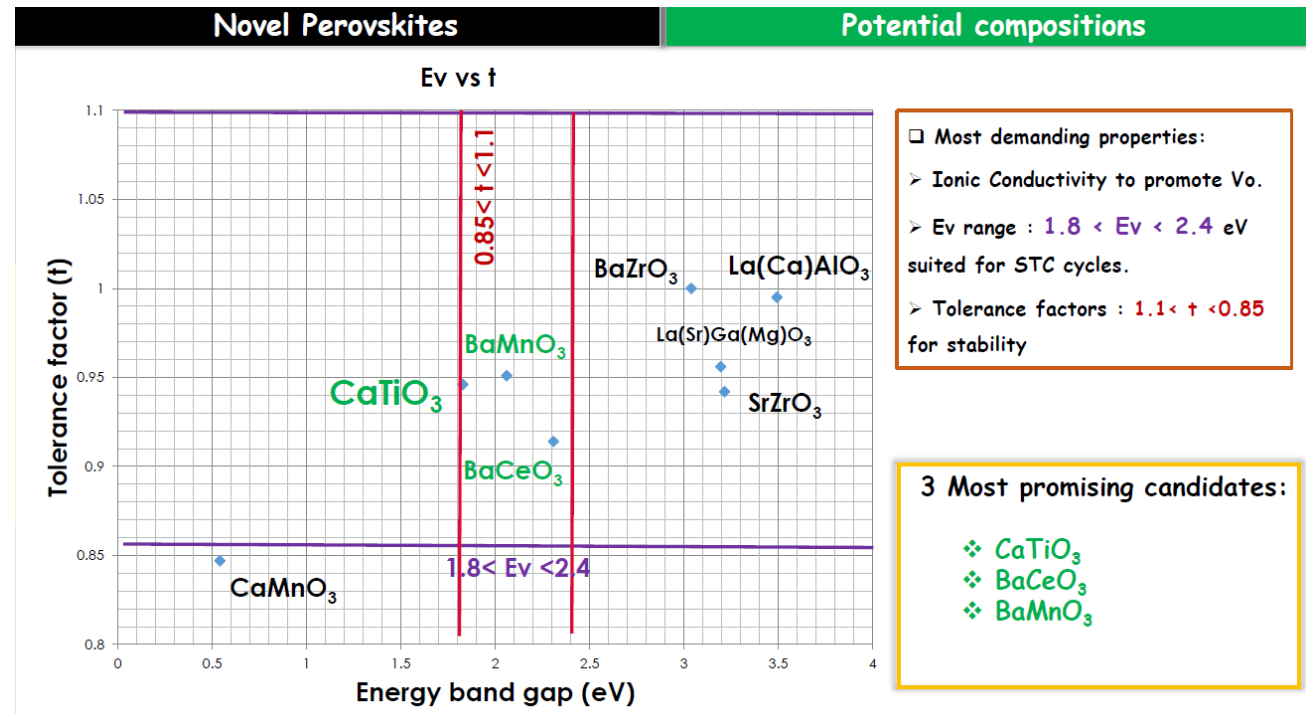 Novel Perovskites
Potential compositions
Ev vs t
1.1
1.05
1
0.95
0.9
0.85
0.8
Tolerance factor (t)
0.85< t <1.1
BaZrO₃
La(Ca)AlO₃
La(Sr)Ga(Mg)O₃
BaMnO₃
CaTiO₃
SrZrO₃
BaCeO₃
1.8< Ev <2.4
CaMnO₃
0
0.5
1
1.5
2
2.5
3
3.5
4
Energy band gap (eV)
❑ Most demanding properties:
➢ Ionic Conductivity to promote Vo.
➢ Ev range : 1.8 < Ev < 2.4 eV
suited for STC cycles.
➢ Tolerance factors : 1.1< t <0.85
for stability
3 Most promising candidates:
❖ CaTiO₃
❖ BaCeO₃
❖ BaMnO₃